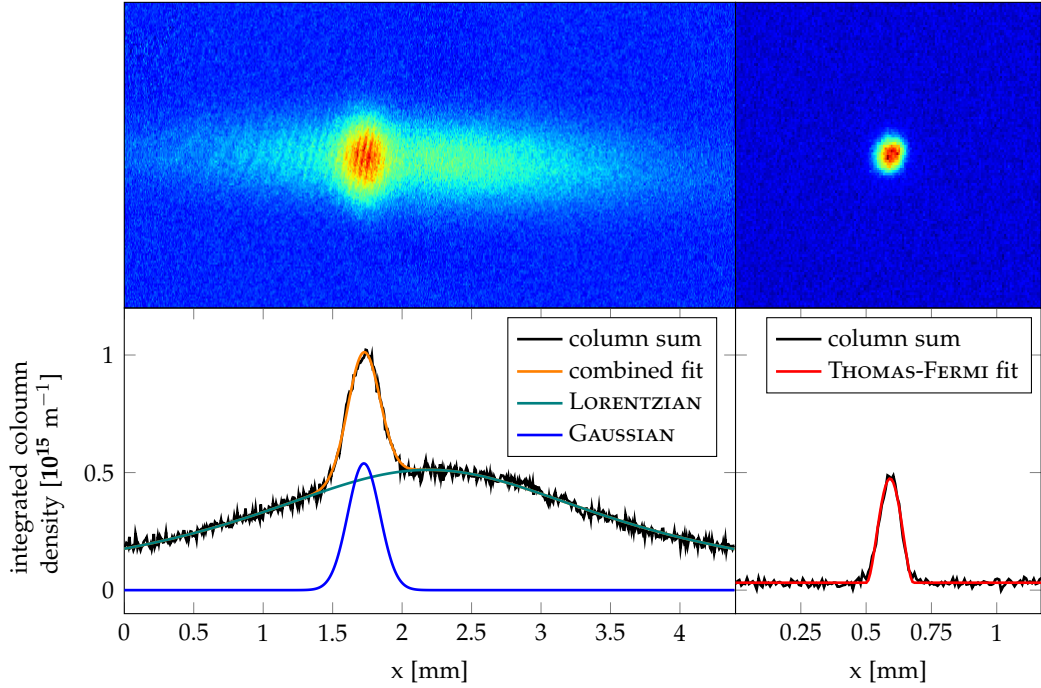 column sum
combined fit
LORENTZIAN
GAUSSIAN
column sum
THOMAS-FERMI fit
integrated coloumn
density [10¹⁵ m⁻¹]
1
0.5
0
0 0.5 1 1.5 2 2.5 3 3.5 4
0.25 0.5 0.75 1
x [mm]
x [mm]